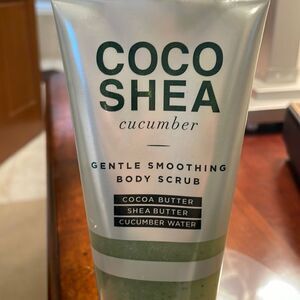 COCO
SHEA
cucumber
GENTLE SMOOTHING
BODY SCRUB
COCOA BUTTER
SHEA BUTTER
CUCUMBER WATER